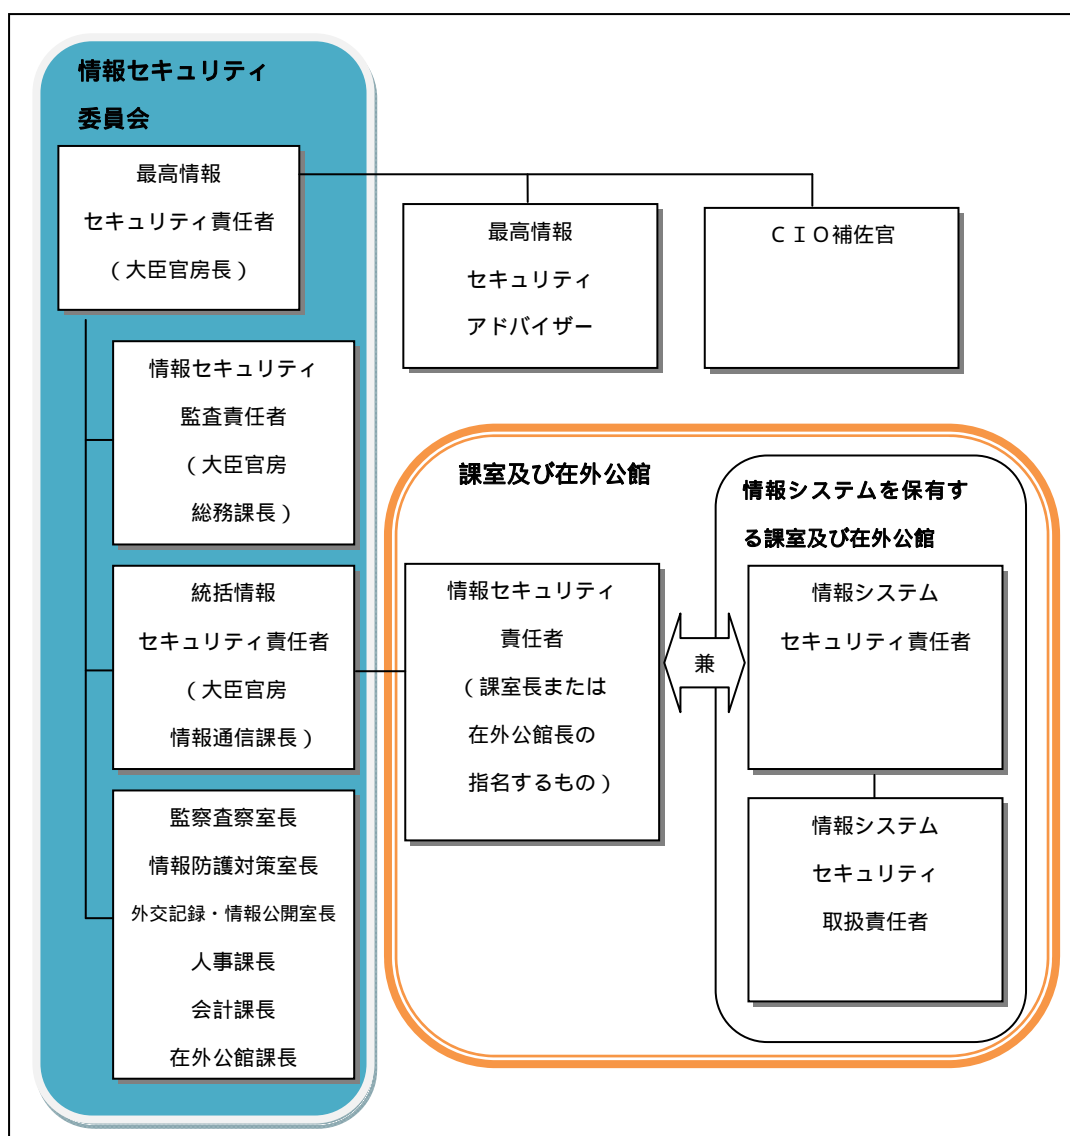 情報セキュリティ
委員会
最高情報
セキュリティ責任者
(大臣官房長)
最高情報
セキュリティ
アドバイザー
CIO補佐官
情報セキュリティ
監査責任者
(大臣官房
総務課長)
統括情報
セキュリティ責任者
(大臣官房
情報通信課長)
監察査察室長
情報防護対策室長
外交記録・情報公開室長
人事課長
会計課長
在外公館課長
課室及び在外公館
情報セキュリティ
責任者
(課室長または
在外公館長の
指名するもの)
兼
情報システムを保有す
る課室及び在外公館
情報システム
セキュリティ責任者
情報システム
セキュリティ
取扱責任者